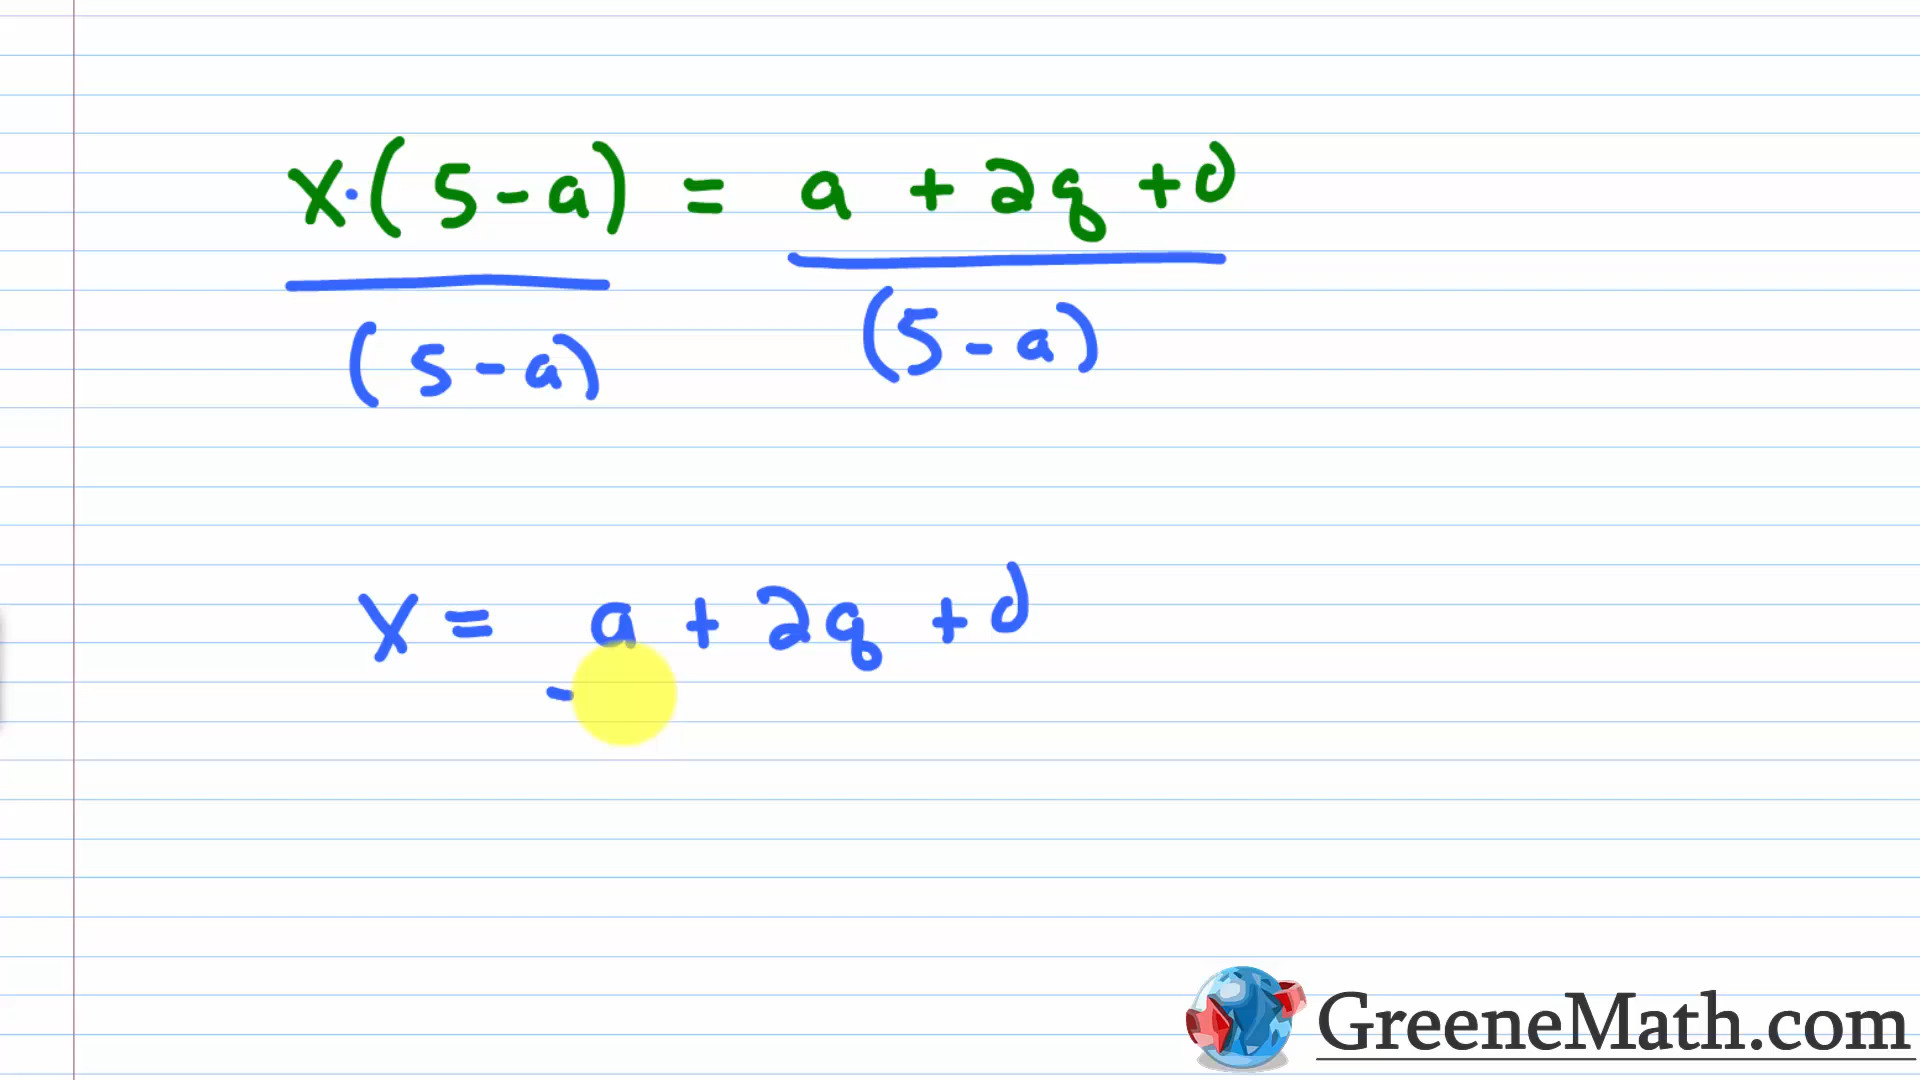 x·(5-a) = a + 2q + d
(5-a) (5-a)
x = a + 2q + d
GreeneMath.com